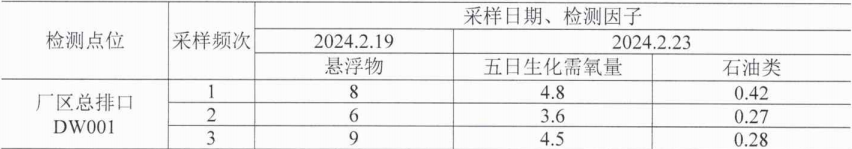 检测点位 采样频次 采样日期、检测因子
2024.2.19 2024.2.23
悬浮物 五日生化需氧量 石油类
厂区总排口 DW001 1 8 4.8 0.42
2 6 3.6 0.27
3 9 4.5 0.28